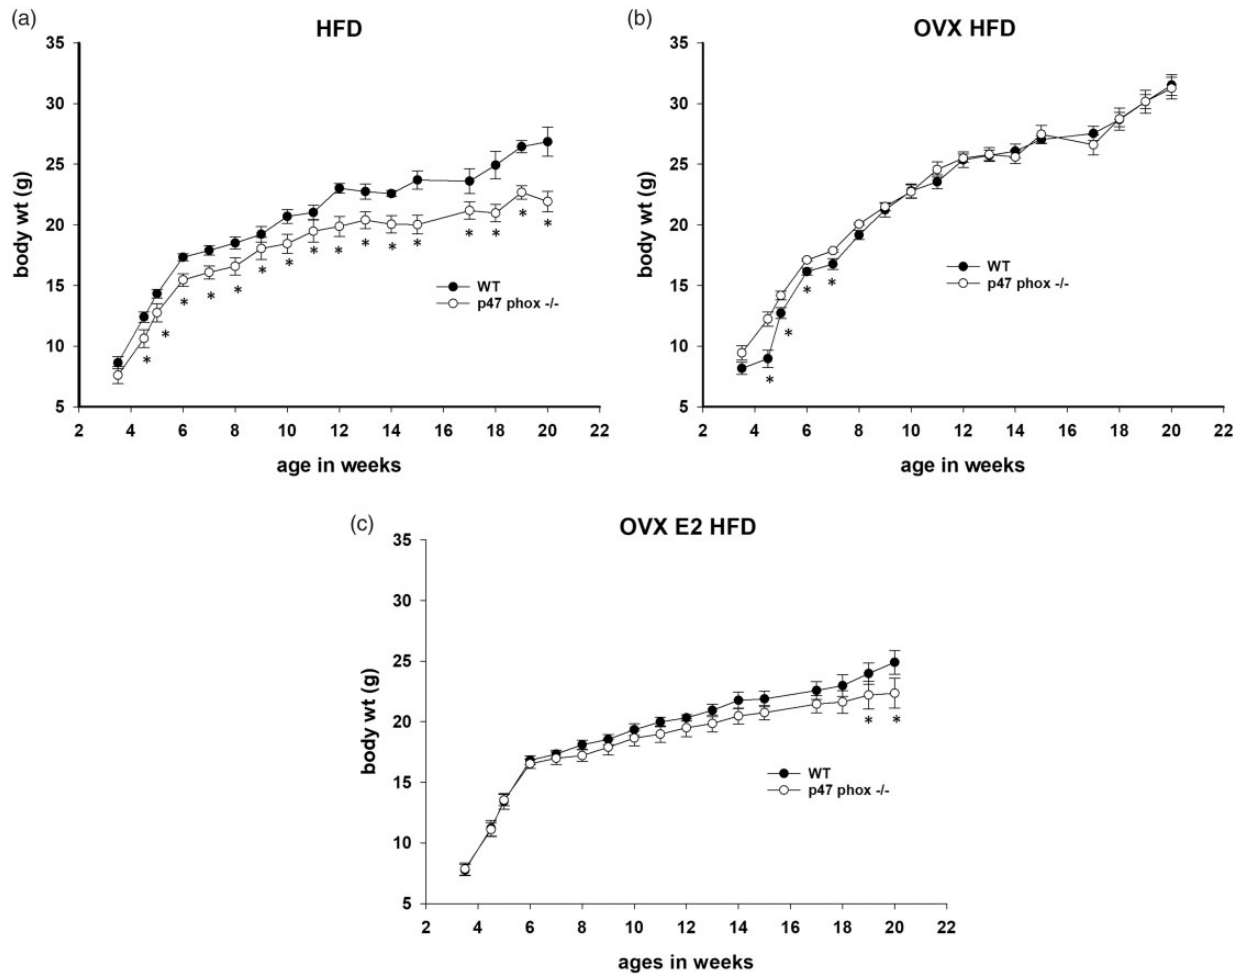 (a)
HFD
35
30
25
20
15
10
5
body wt (g)
* * * * * * * * * * * * * * * *
WT
p47 phox -/-
2 4 6 8 10 12 14 16 18 20 22
age in weeks
(b)
OVX HFD
35
30
25
20
15
10
5
body wt (g)
* * * *
WT
p47 phox -/-
2 4 6 8 10 12 14 16 18 20 22
age in weeks
(c)
OVX E2 HFD
35
30
25
20
15
10
5
body wt (g)
* *
WT
p47 phox -/-
2 4 6 8 10 12 14 16 18 20 22
ages in weeks